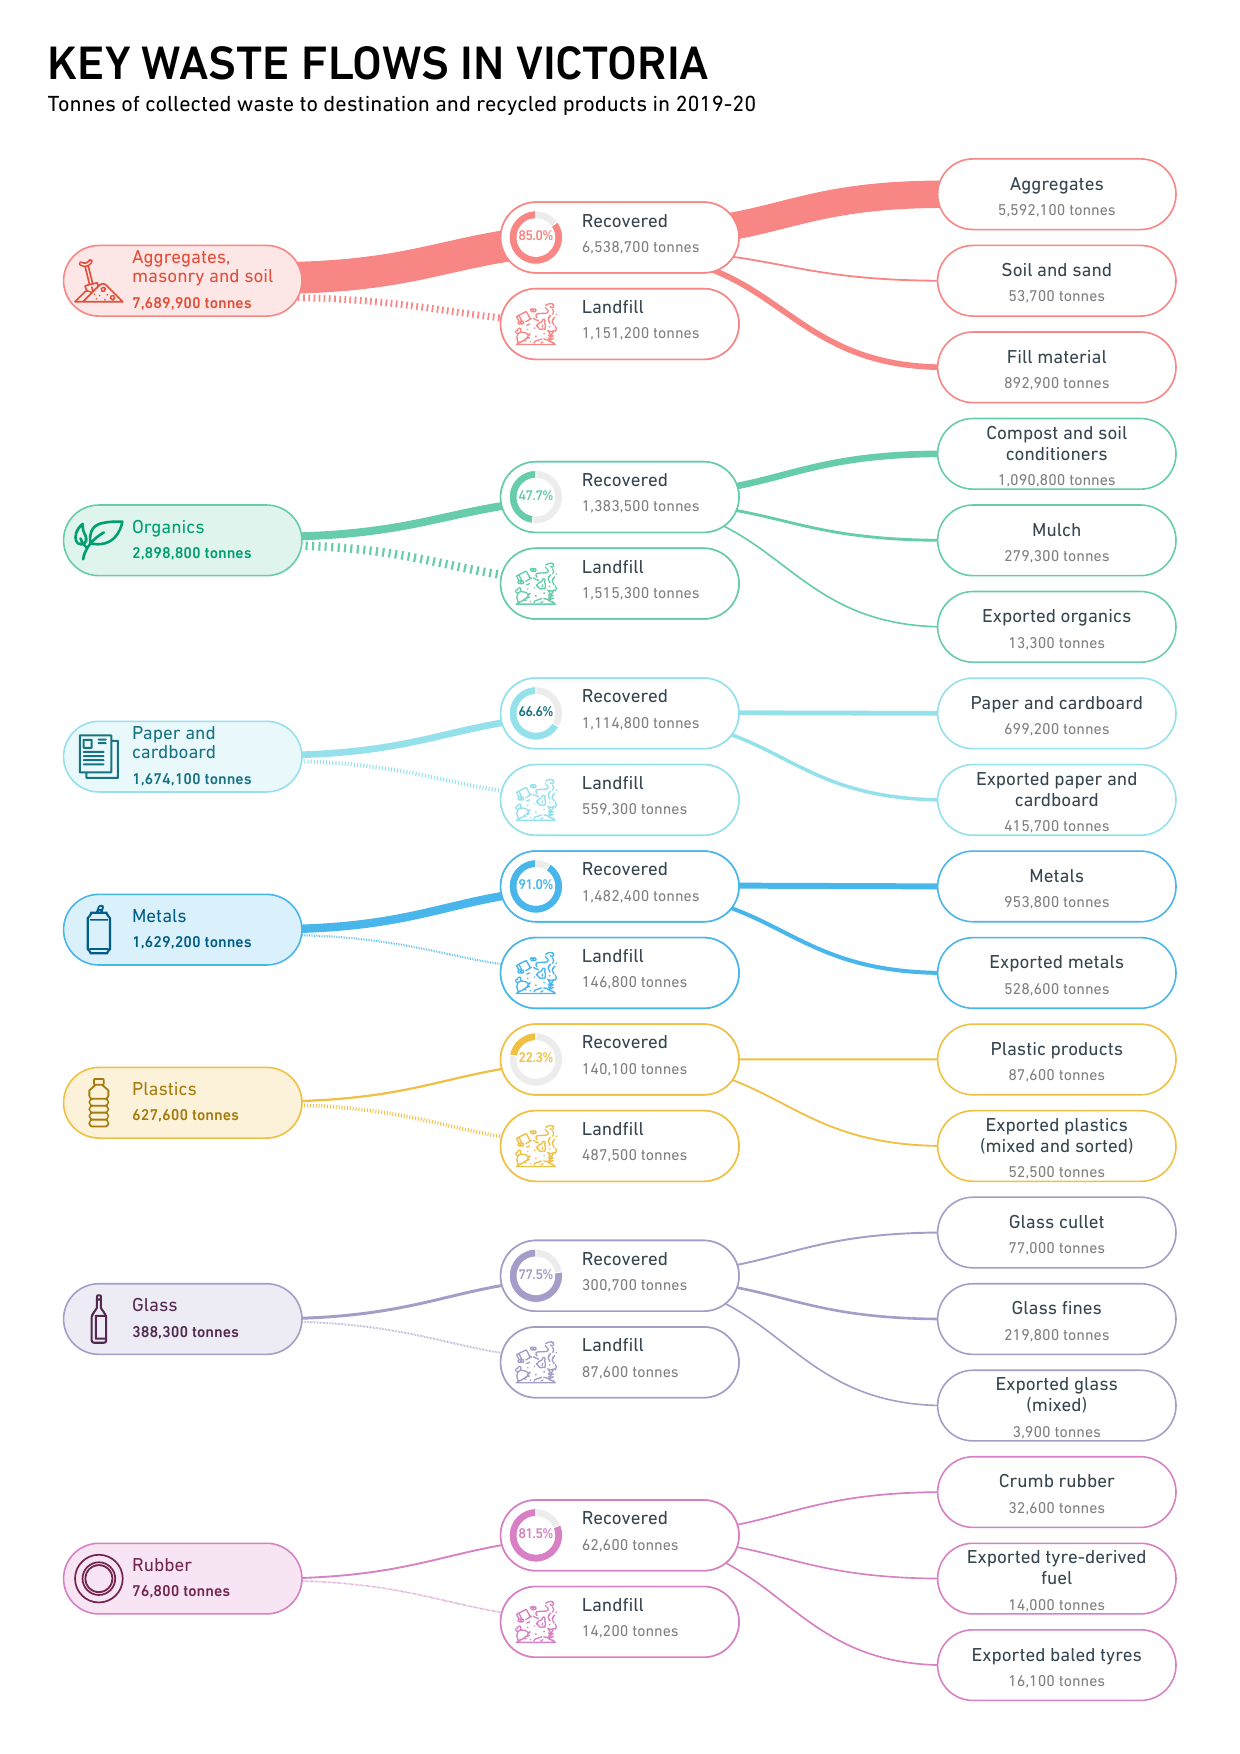 KEY WASTE FLOWS IN VICTORIA
Tonnes of collected waste to destination and recycled products in 2019-20
Aggregates,
masonry and soil
7,689,900 tonnes
85.0%
Recovered
6,538,700 tonnes
Landfill
1,151,200 tonnes
Aggregates
5,592,100 tonnes
Soil and sand
53,700 tonnes
Fill material
892,900 tonnes
Organics
2,898,800 tonnes
47.7%
Recovered
1,383,500 tonnes
Landfill
1,515,300 tonnes
Compost and soil
conditioners
1,090,800 tonnes
Mulch
279,300 tonnes
Exported organics
13,300 tonnes
Paper and
cardboard
1,674,100 tonnes
66.6%
Recovered
1,114,800 tonnes
Landfill
559,300 tonnes
Paper and cardboard
699,200 tonnes
Exported paper and
cardboard
415,700 tonnes
Metals
1,629,200 tonnes
91.0%
Recovered
1,482,400 tonnes
Landfill
146,800 tonnes
Metals
953,800 tonnes
Exported metals
528,600 tonnes
Plastics
627,600 tonnes
22.3%
Recovered
140,100 tonnes
Landfill
487,500 tonnes
Plastic products
87,600 tonnes
Exported plastics
(mixed and sorted)
52,500 tonnes
Glass
388,300 tonnes
77.5%
Recovered
300,700 tonnes
Landfill
87,600 tonnes
Glass cullet
77,000 tonnes
Glass fines
219,800 tonnes
Exported glass
(mixed)
3,900 tonnes
Rubber
76,800 tonnes
81.5%
Recovered
62,600 tonnes
Landfill
14,200 tonnes
Crumb rubber
32,600 tonnes
Exported tyre-derived
fuel
14,000 tonnes
Exported baled tyres
16,100 tonnes